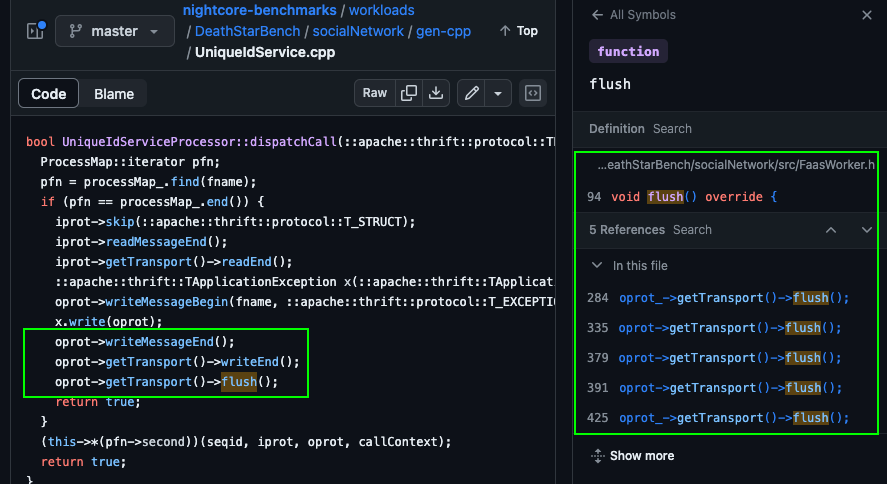 nightcore-benchmarks / workloads
master
/ DeathStarBench / socialNetwork / gen-cpp
Top
/ UniqueIdService.cpp
Code
Blame
Raw
bool UniqueIdServiceProcessor::dispatchCall(::apache::thrift::protocol::T
ProcessMap::iterator pfn;
pfn = processMap_.find(fname);
if (pfn == processMap_.end()) {
iprot->skip(::apache::thrift::protocol::T_STRUCT);
iprot->readMessageEnd();
iprot->getTransport()->readEnd();
::apache::thrift::TApplicationException x(::apache::thrift::TApplicati
oprot->writeMessageBegin(fname, ::apache::thrift::protocol::T_EXCEPTIO
x.write(oprot);
oprot->writeMessageEnd();
oprot->getTransport()->writeEnd();
oprot->getTransport()->flush();
return true;
}
(this->*(pfn->second))(seqid, iprot, oprot, callContext);
return true;
}
All Symbols
function
flush
Definition Search
...eathStarBench/socialNetwork/src/FaasWorker.h
94 void flush() override {
5 References Search
In this file
284 oprot_->getTransport()->flush();
335 oprot->getTransport()->flush();
379 oprot->getTransport()->flush();
391 oprot->getTransport()->flush();
425 oprot_->getTransport()->flush();
Show more